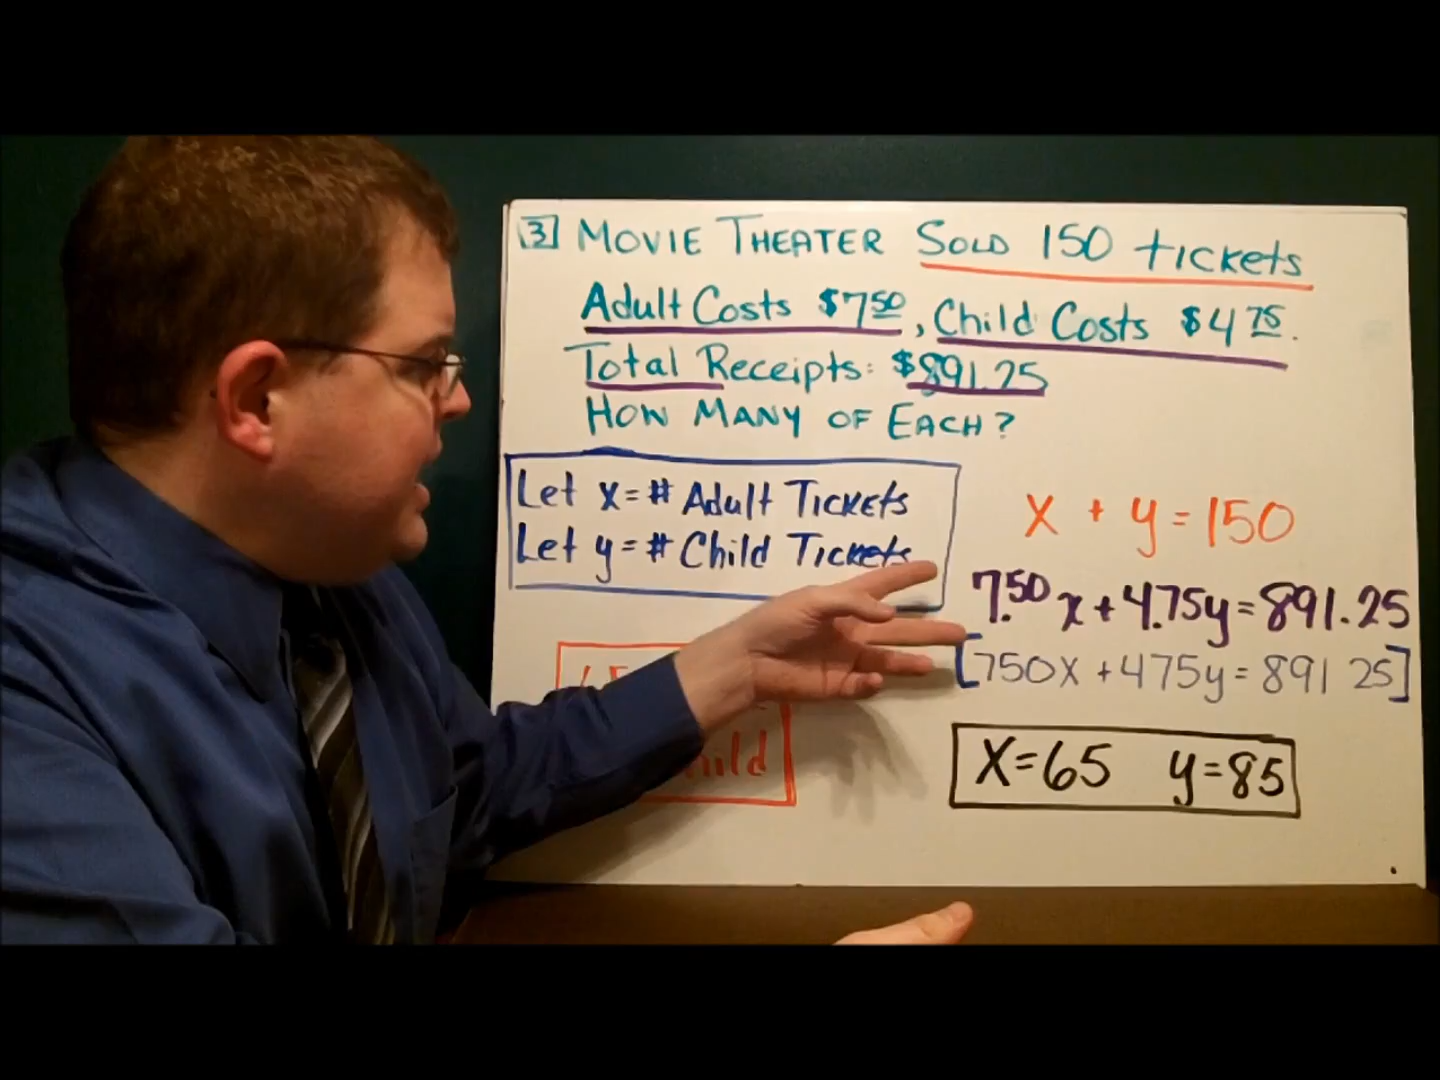 3 MOVIE THEATER SOLD 150 tickets
Adult Costs $7.50, Child Costs $4.75.
Total Receipts: $891.25
HOW MANY OF EACH?
Let x=# Adult Tickets
Let y=# Child Tickets
x + y = 150
7.50x + 4.75y = 891.25
[750x + 475y = 891 25]
X=65 y=85